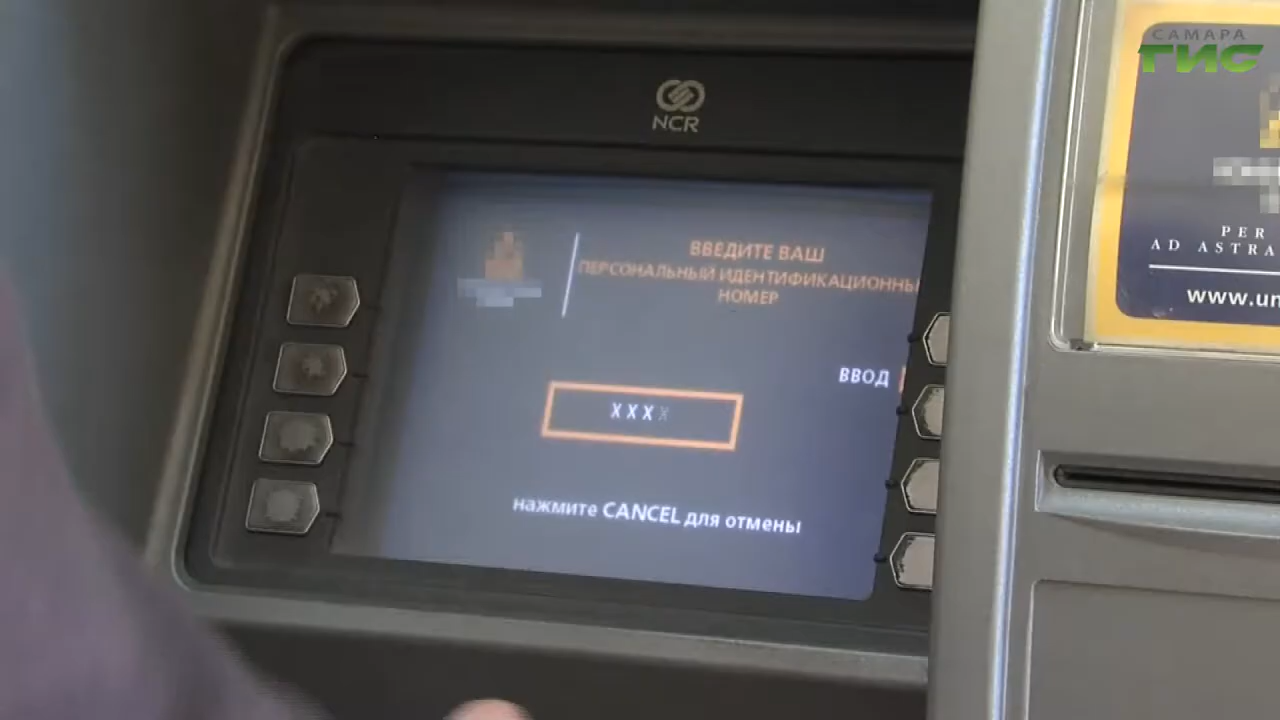 САМАРА
ГИС
NCR
ВВЕДИТЕ ВАШ
ПЕРСОНАЛЬНЫЙ ИДЕНТИФИКАЦИОННЫ
НОМЕР
ВВОД
XXXX
нажмите CANCEL для отмены
PER
AD ASTRA
www.un